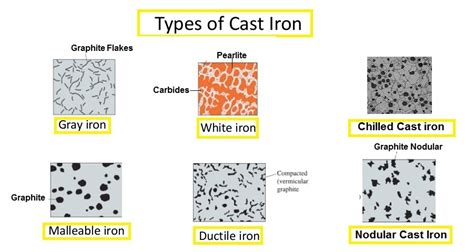 Types of Cast Iron
Graphite Flakes
Gray iron
Pearlite
Carbides
White iron
Chilled Cast iron
Graphite
Malleable iron
Compacted
(vermicular
graphite
Ductile iron
Graphite Nodular
Nodular Cast Iron